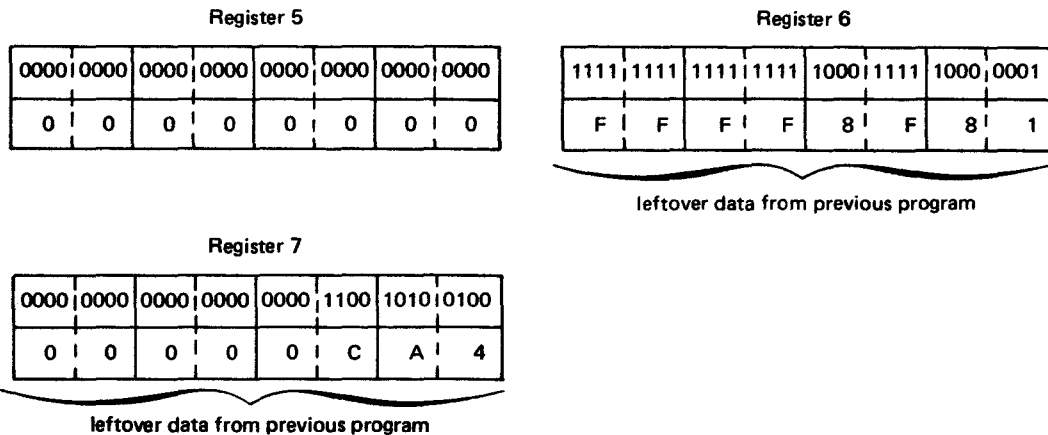 Register 5
0000 0000 0000 0000 0000 0000 0000 0000
0 0 0 0 0 0 0 0
Register 6
1111 1111 1111 1111 1000 1111 1000 0001
F F F F 8 F 8 1
leftover data from previous program
Register 7
0000 0000 0000 0000 0000 1100 1010 0100
0 0 0 0 0 C A 4
leftover data from previous program